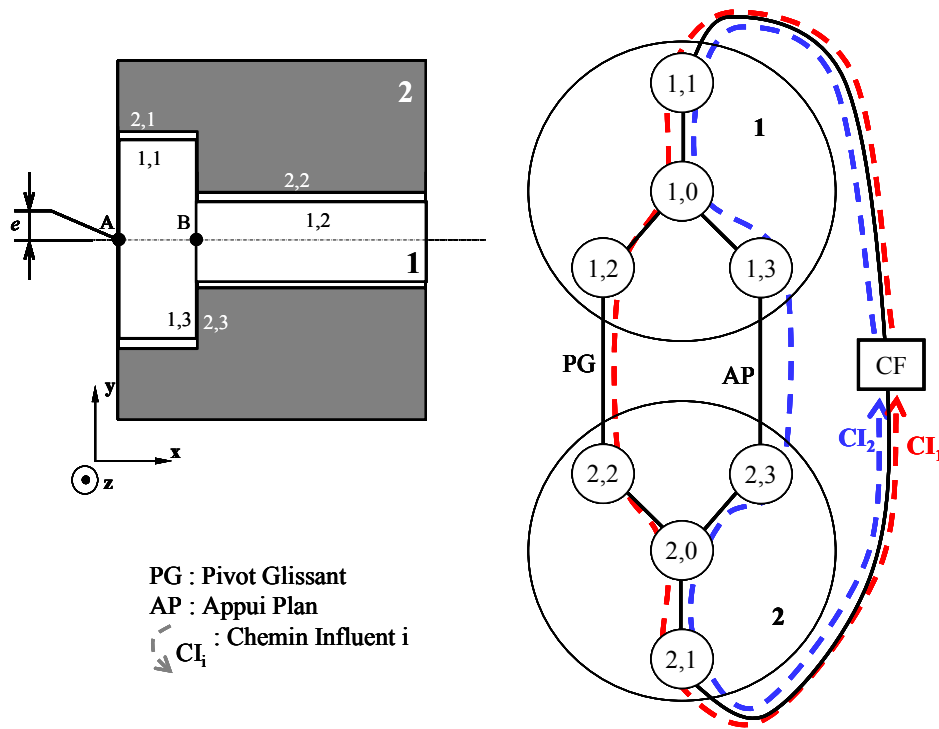 2
2,1
1,1
2,2
1,2
e
A
B
1
1,3
2,3
y
x
z
PG : Pivot Glissant
AP : Appui Plan
CIi : Chemin Influent i
1,1
1
1,0
1,2
1,3
PG
AP
CF
CI2
CI1
2,2
2,3
2,0
2
2,1